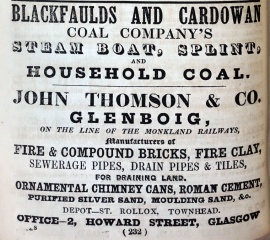 BLACKFAULDS AND CARDOWAN
COAL COMPANY'S
STEAM BOAT, SPLINT,
AND
HOUSEHOLD COAL.
JOHN THOMSON & CO.
GLENBOIG,
ON THE LINE OF THE MONKLAND RAILWAYS,
Manufacturers of
FIRE & COMPOUND BRICKS, FIRE CLAY,
SEWERAGE PIPES, DRAIN PIPES & TILES,
FOR DRAINING LAND.
ORNAMENTAL CHIMNEY CANS, ROMAN CEMENT,
PURIFIED SILVER SAND, MOULDING SAND, &c.
DEPOT—ST. ROLLOX, TOWNHEAD.
OFFICE—2, HOWARD STREET, GLASGOW
(232)